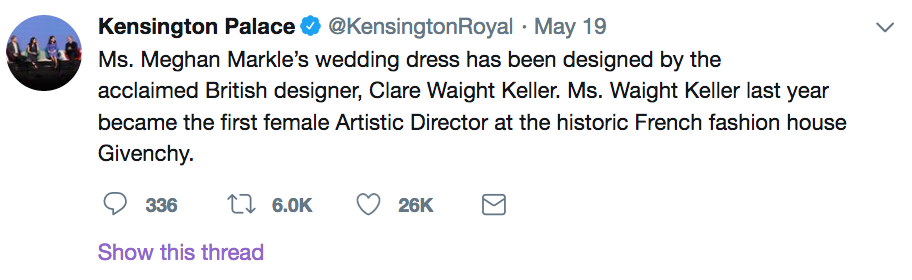 Kensington Palace @KensingtonRoyal · May 19
Ms. Meghan Markle’s wedding dress has been designed by the
acclaimed British designer, Clare Waight Keller. Ms. Waight Keller last year
became the first female Artistic Director at the historic French fashion house
Givenchy.
336 6.0K 26K
Show this thread